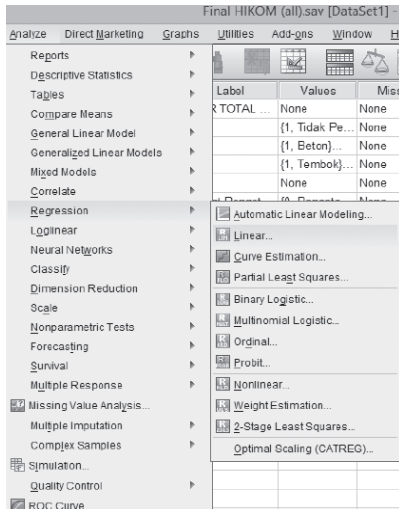 Final HIKOM (all).sav [DataSet1] -
Analyze Direct Marketing Graphs Utilities Add-ons Window H
Reports
Descriptive Statistics
Tables
Compare Means
General Linear Model
Generalized Linear Models
Mixed Models
Correlate
Regression
Loglinear
Neural Networks
Classify
Dimension Reduction
Scale
Nonparametric Tests
Forecasting
Survival
Multiple Response
Missing Value Analysis...
Multiple Imputation
Complex Samples
Simulation...
Quality Control
ROC Curve
Label Values Miss
R TOTAL ... None None
{1, Tidak Pe... None
{1, Beton}... None
{1, Tembok}... None
None None
Automatic Linear Modeling...
Linear...
Curve Estimation...
Partial Least Squares...
Binary Logistic...
Multinomial Logistic...
Ordinal...
Probit...
Nonlinear...
Weight Estimation...
2-Stage Least Squares...
Optimal Scaling (CATREG)...